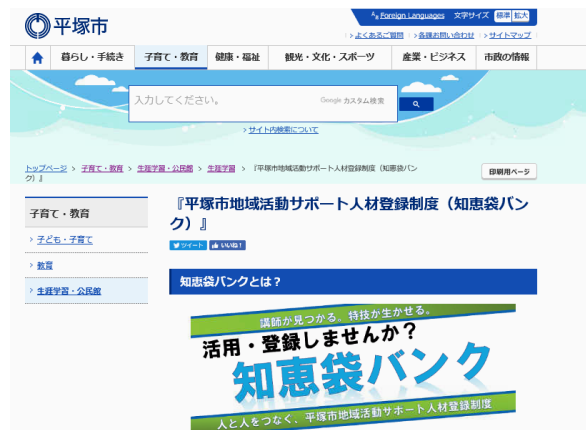 平塚市
Foreign Languages 文字サイズ 標準 拡大
>よくあるご質問 >各課お問い合わせ >サイトマップ
暮らし・手続き 子育て・教育 健康・福祉 観光・文化・スポーツ 産業・ビジネス 市政の情報
入力してください。 Google カスタム検索
>サイト内検索について
トップページ > 子育て・教育 > 生涯学習・公民館 > 生涯学習 > 『平塚市地域活動サポート人材登録制度（知恵袋バン
ク）』
印刷用ページ
子育て・教育
> 子ども・子育て
> 教育
> 生涯学習・公民館
『平塚市地域活動サポート人材登録制度（知恵袋バン
ク）』
ツイート いいね！
知恵袋バンクとは？
講師が見つかる。特技が生かせる。
活用・登録しませんか？
知恵袋バンク
人と人をつなぐ、平塚市地域活動サポート人材登録制度